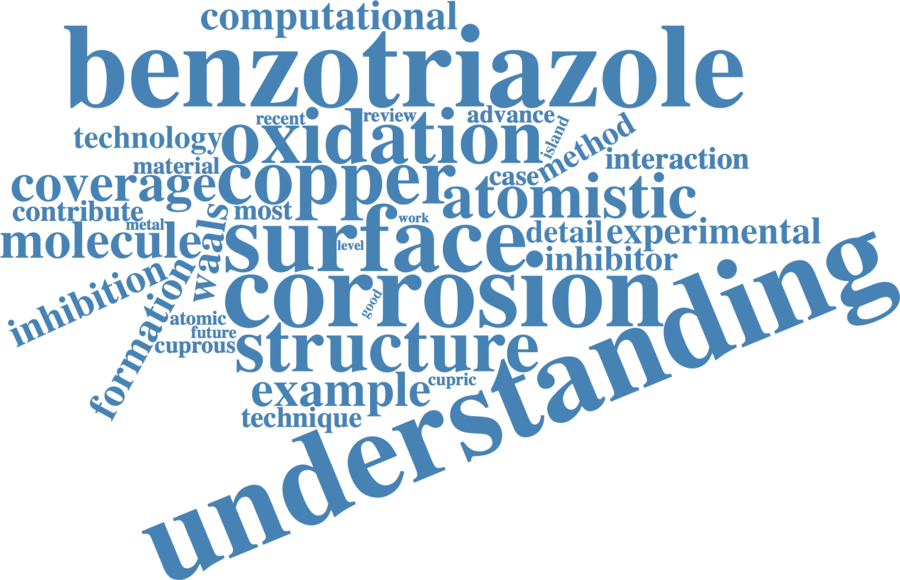 computational
benzotriazole
recent
review
advance
technology
oxidation
island
method
material
interaction
coverage
copper
case
atomistic
contribute
most
work
metal
molecule
waals
surface
level
detail
experimental
inhibitor
inhibition
formation
corrosion
good
atomic
future
cuprous
structure
understanding
example
cupric
technique